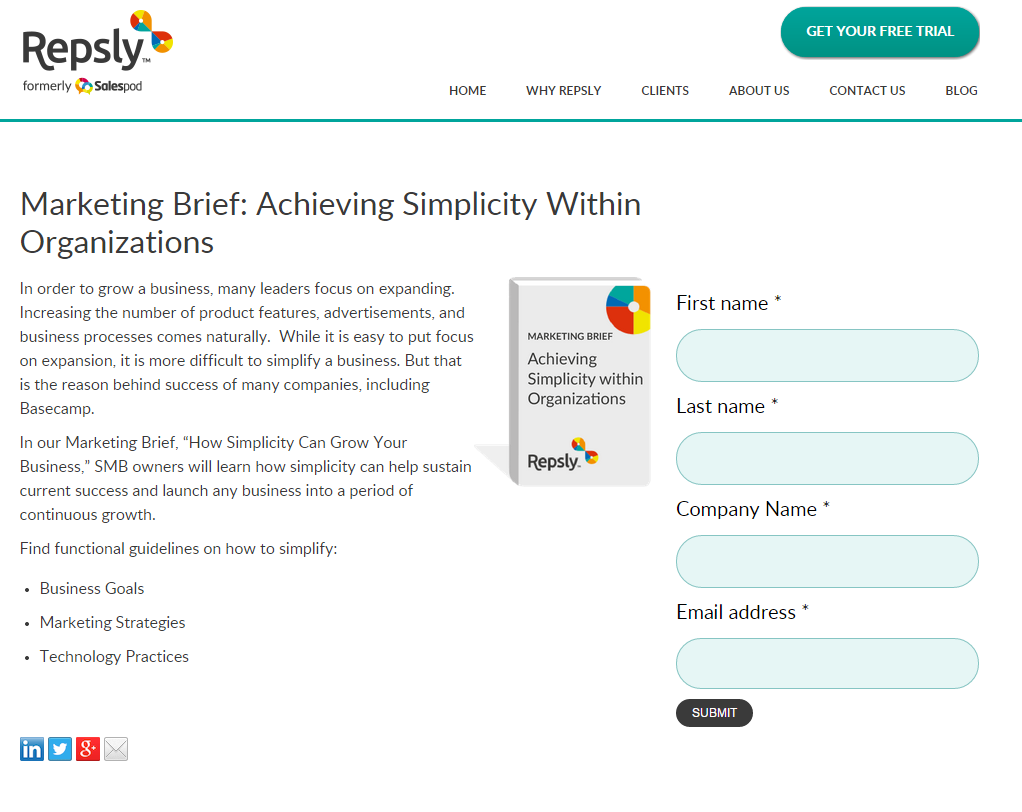 Repsly™
formerly Salespod
GET YOUR FREE TRIAL
HOME WHY REPSLY CLIENTS ABOUT US CONTACT US BLOG
Marketing Brief: Achieving Simplicity Within
Organizations
In order to grow a business, many leaders focus on expanding.
Increasing the number of product features, advertisements, and
business processes comes naturally.  While it is easy to put focus
on expansion, it is more difficult to simplify a business. But that
is the reason behind success of many companies, including
Basecamp.
In our Marketing Brief, “How Simplicity Can Grow Your
Business,” SMB owners will learn how simplicity can help sustain
current success and launch any business into a period of
continuous growth.
Find functional guidelines on how to simplify:
• Business Goals
• Marketing Strategies
• Technology Practices
MARKETING BRIEF
Achieving
Simplicity within
Organizations
Repsly™
First name *
Last name *
Company Name *
Email address *
SUBMIT
in
g+